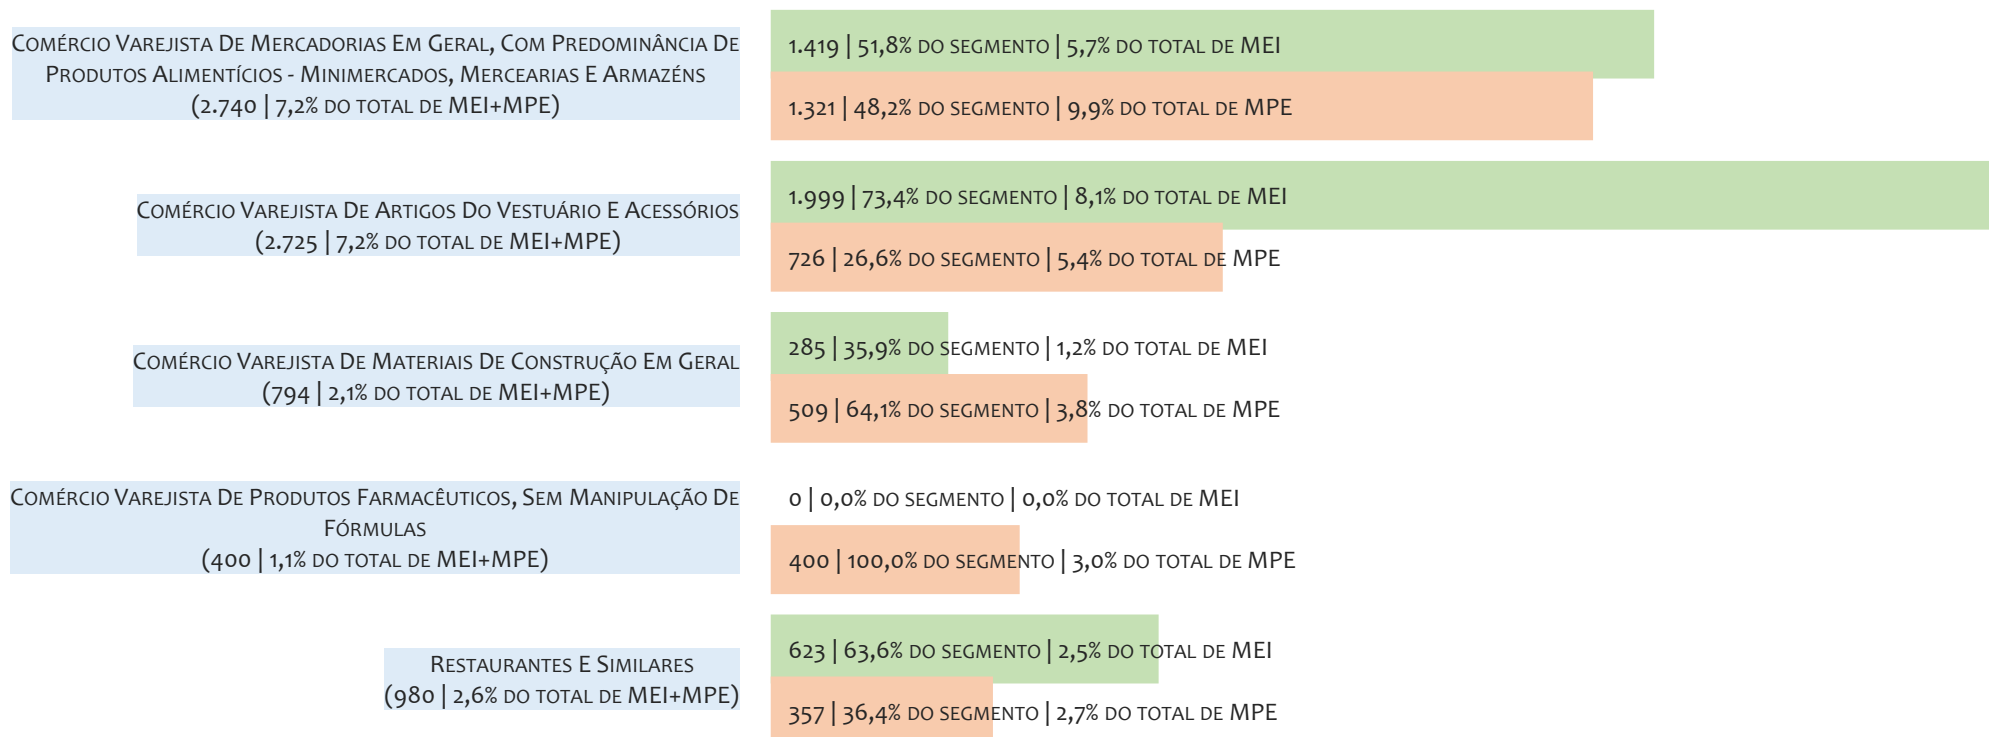 Comércio Varejista De Mercadorias Em Geral, Com Predominância De
Produtos Alimentícios - Minimercados, Mercearias E Armazéns
(2.740 | 7,2% do total de MEI+MPE)
1.419 | 51,8% do segmento | 5,7% do total de MEI
1.321 | 48,2% do segmento | 9,9% do total de MPE
Comércio Varejista De Artigos Do Vestuário E Acessórios
(2.725 | 7,2% do total de MEI+MPE)
1.999 | 73,4% do segmento | 8,1% do total de MEI
726 | 26,6% do segmento | 5,4% do total de MPE
Comércio Varejista De Materiais De Construção Em Geral
(794 | 2,1% do total de MEI+MPE)
285 | 35,9% do segmento | 1,2% do total de MEI
509 | 64,1% do segmento | 3,8% do total de MPE
Comércio Varejista De Produtos Farmacêuticos, Sem Manipulação De
Fórmulas
(400 | 1,1% do total de MEI+MPE)
0 | 0,0% do segmento | 0,0% do total de MEI
400 | 100,0% do segmento | 3,0% do total de MPE
Restaurantes E Similares
(980 | 2,6% do total de MEI+MPE)
623 | 63,6% do segmento | 2,5% do total de MEI
357 | 36,4% do segmento | 2,7% do total de MPE